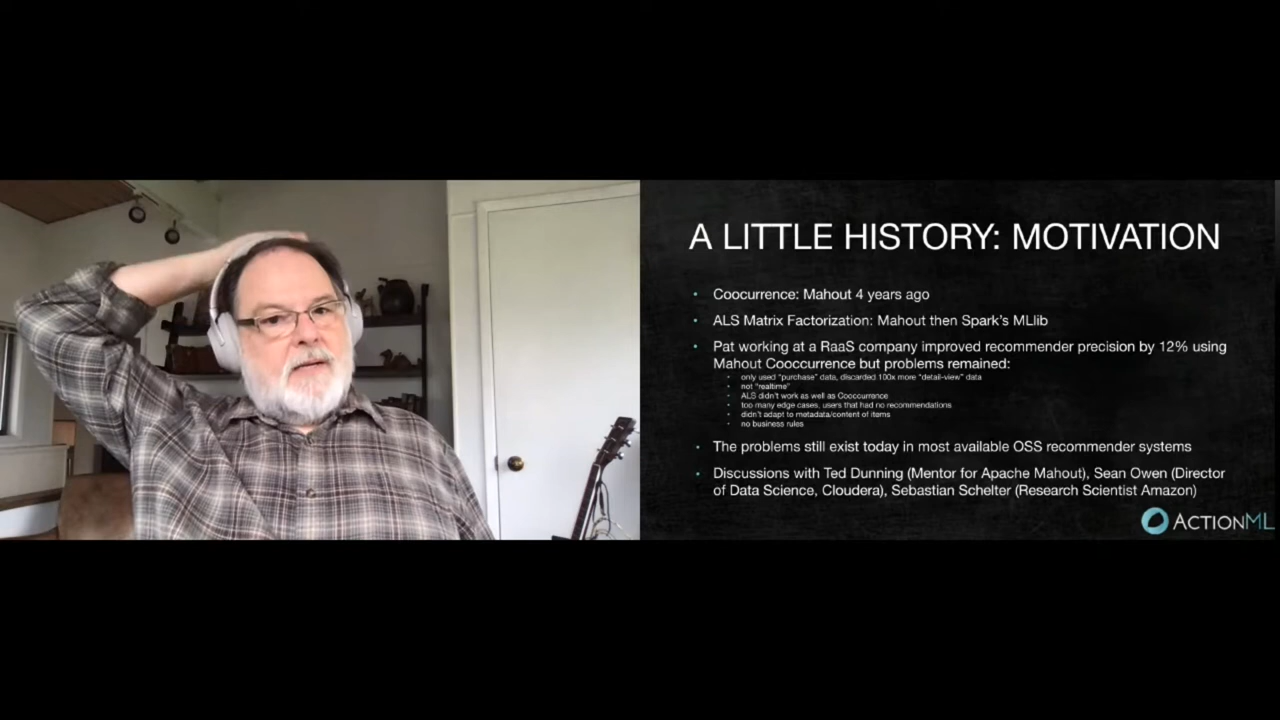 A LITTLE HISTORY: MOTIVATION
Coocurrence: Mahout 4 years ago
ALS Matrix Factorization: Mahout then Spark's MLlib
Pat working at a RaaS company improved recommender precision by 12% using
Mahout Cooccurrence but problems remained:
only used "purchase" data, discarded 100x more "detail-view" data
not "realtime"
ALS didn't work as well as Cooccurrence
too many edge cases, users that had no recommendations
didn't adapt to metadata/content of items
no business rules
The problems still exist today in most available OSS recommender systems
Discussions with Ted Dunning (Mentor for Apache Mahout), Sean Owen (Director
of Data Science, Cloudera), Sebastian Schelter (Research Scientist Amazon)
ACTIONML